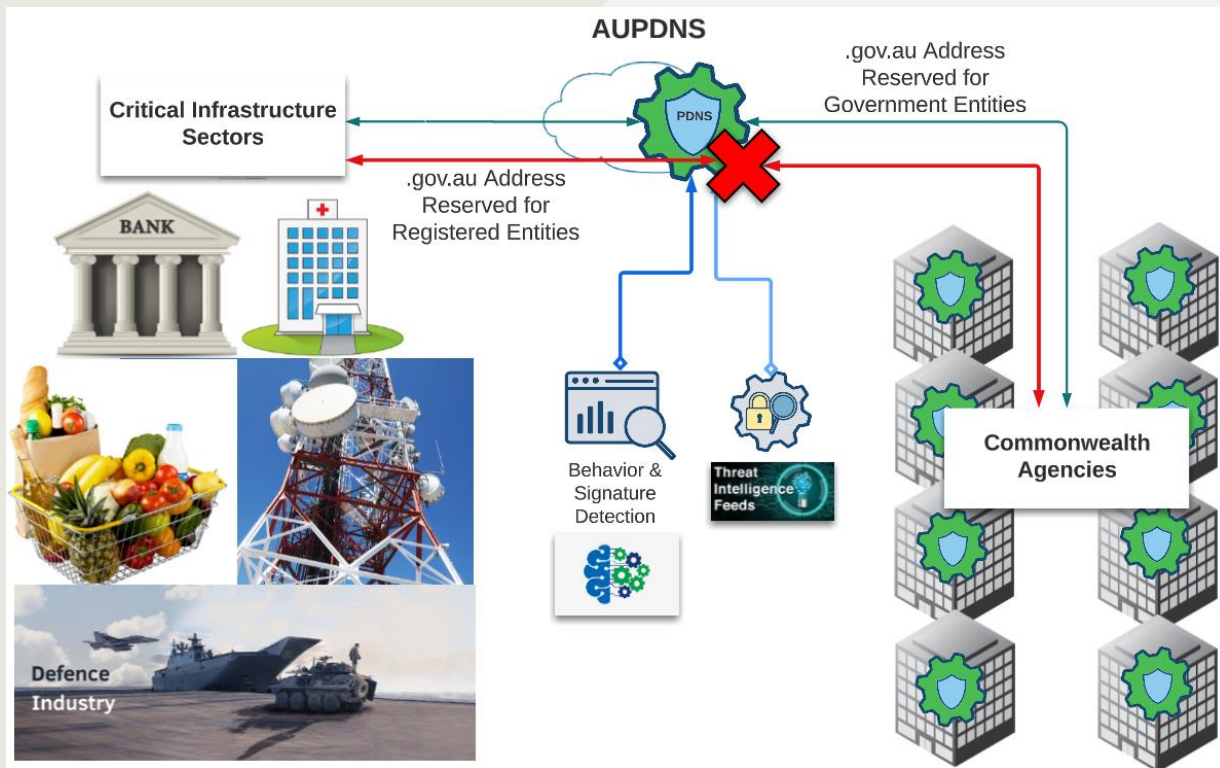 AUPDNS
.gov.au Address
Reserved for
Government Entities
Critical Infrastructure
Sectors
PDNS
.gov.au Address
Reserved for
Registered Entities
BANK
Behavior &
Signature
Detection
Threat
Intelligence
Feeds
Commonwealth
Agencies
Defence
Industry